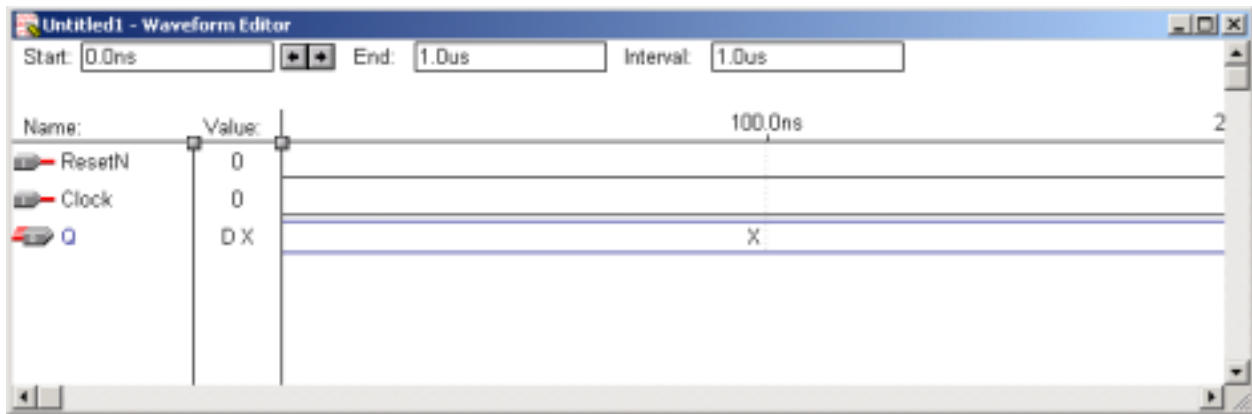 Untitled1 - Waveform Editor
Start: 0.0ns End: 1.0us Interval: 1.0us
Name: Value: 100.0ns 2
ResetN 0
Clock 0
Q D X X